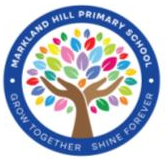 MARKLAND HILL PRIMARY SCHOOL
GROW TOGETHER SHINE FOREVER